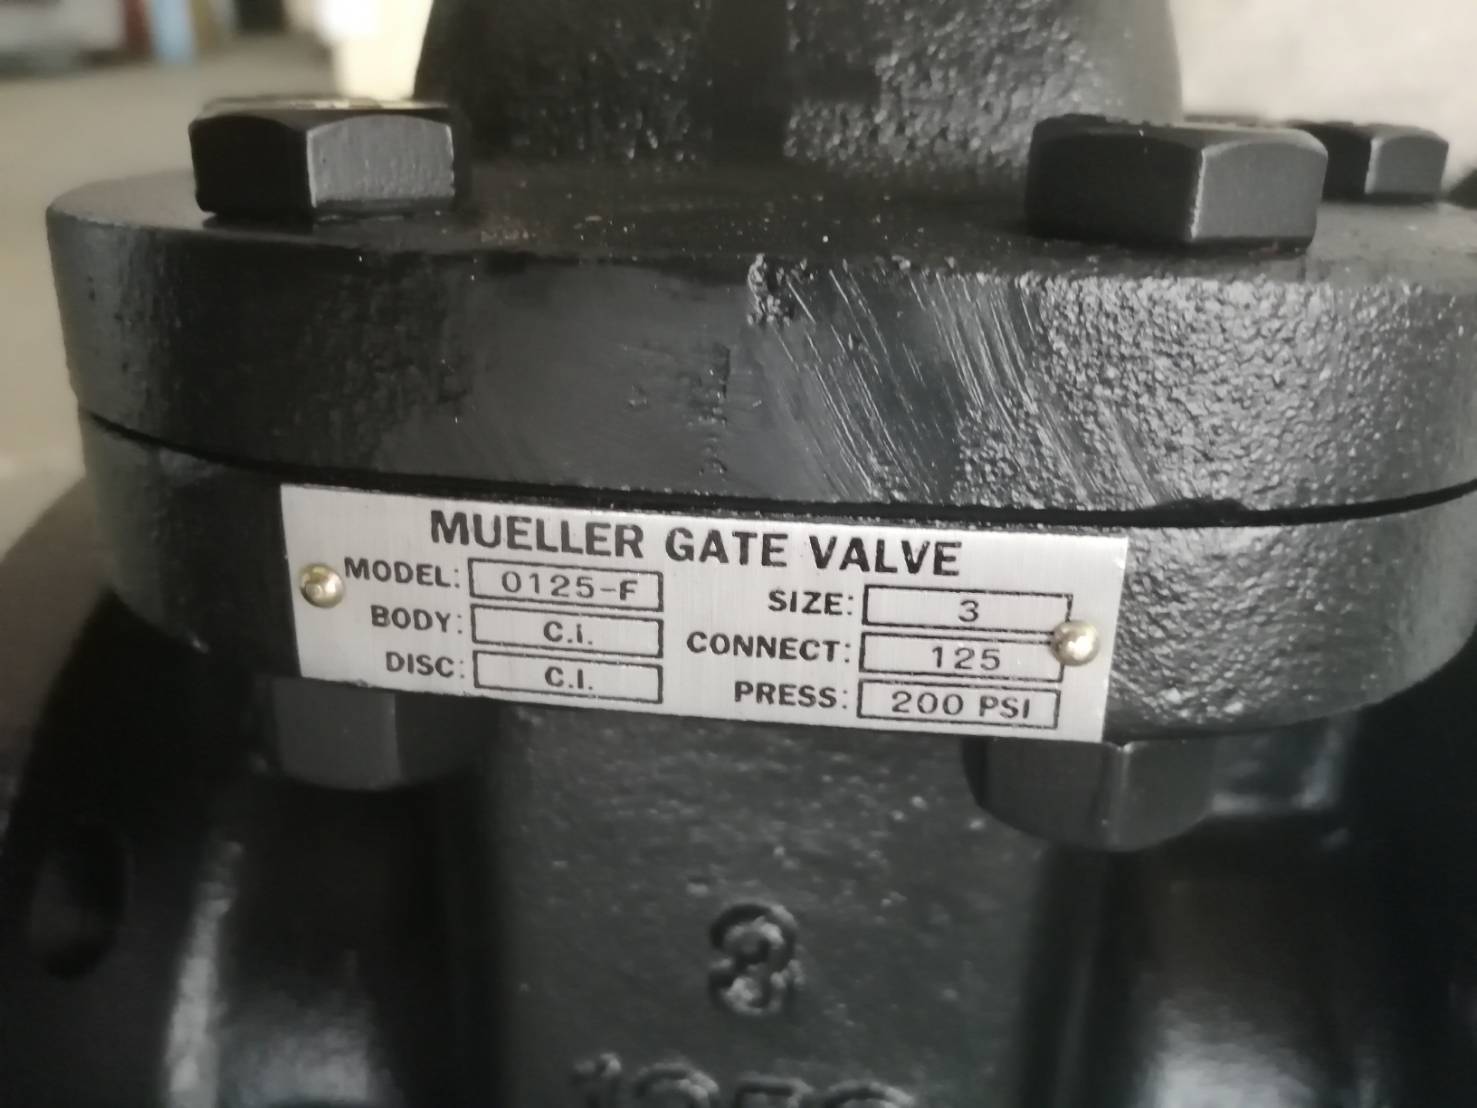 MUELLER GATE VALVE
MODEL: 0125-F
BODY: C.I.
DISC: C.I.
SIZE: 3
CONNECT: 125
PRESS: 200 PSI
3